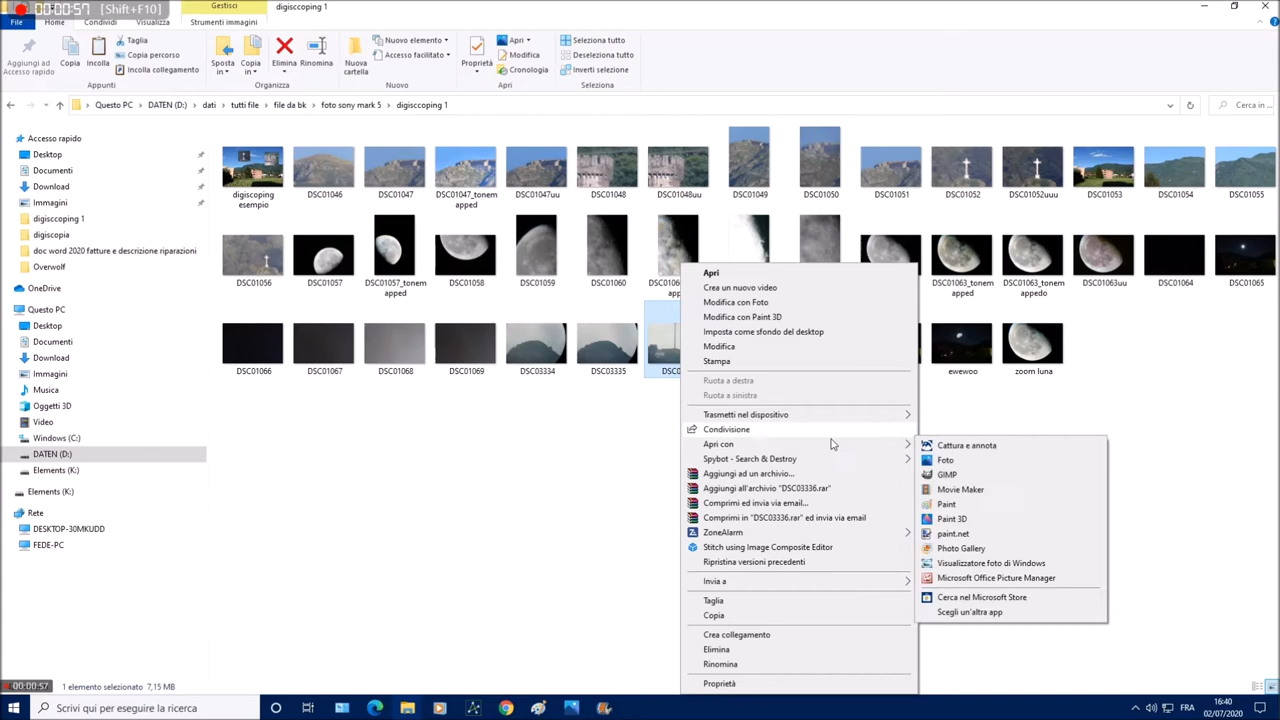 00:00:57 [Shift+F10]
Gestisci
digisccoping 1
File
Home
Condividi
Visualizza
Strumenti immagini
Aggiungi ad Accesso rapido
Copia
Incolla
Taglia
Copia percorso
Incolla collegamento
Sposta in
Copia in
Elimina
Rinomina
Nuova cartella
Nuovo elemento
Accesso facilitato
Proprietà
Apri
Modifica
Cronologia
Seleziona tutto
Deseleziona tutto
Inverti selezione
Appunti
Organizza
Nuovo
Apri
Seleziona
Questo PC > DATEN (D:) > dati > tutti file > file da bk > foto sony mark 5 > digisccoping 1
Cerca in ...
Accesso rapido
Desktop
Documenti
Download
Immagini
digisccoping 1
digiscopia
doc word 2020 fatture e descrizione riparazioni
Overwolf
OneDrive
Questo PC
Desktop
Documenti
Download
Immagini
Musica
Oggetti 3D
Video
Windows (C:)
DATEN (D:)
Elements (K:)
Elements (K:)
Rete
DESKTOP-30MKUDD
FEDE-PC
digiscoping esempio
DSC01046
DSC01047
DSC01047_tonemapped
DSC01047uu
DSC01048
DSC01048uu
DSC01049
DSC01050
DSC01051
DSC01052
DSC01052uuu
DSC01053
DSC01054
DSC01055
DSC01056
DSC01057
DSC01057_tonemapped
DSC01058
DSC01059
DSC01060
DSC01063_tonemapped
DSC01063_tonemappedo
DSC01063uu
DSC01064
DSC01065
DSC01066
DSC01067
DSC01068
DSC01069
DSC03334
DSC03335
ewewoo
zoom luna
Apri
Crea un nuovo video
Modifica con Foto
Modifica con Paint 3D
Imposta come sfondo del desktop
Modifica
Stampa
Ruota a destra
Ruota a sinistra
Trasmetti nel dispositivo
Condivisione
Apri con
Spybot - Search & Destroy
Aggiungi ad un archivio...
Aggiungi all'archivio "DSC03336.rar"
Comprimi ed invia via email...
Comprimi in "DSC03336.rar" ed invia via email
ZoneAlarm
Stitch using Image Composite Editor
Ripristina versioni precedenti
Invia a
Taglia
Copia
Crea collegamento
Elimina
Rinomina
Proprietà
Cattura e annota
Foto
GIMP
Movie Maker
Paint
Paint 3D
paint.net
Photo Gallery
Visualizzatore foto di Windows
Microsoft Office Picture Manager
Cerca nel Microsoft Store
Scegli un'altra app
00:00:57
1 elemento selezionato 7,15 MB
Scrivi qui per eseguire la ricerca
FRA
16:40
02/07/2020